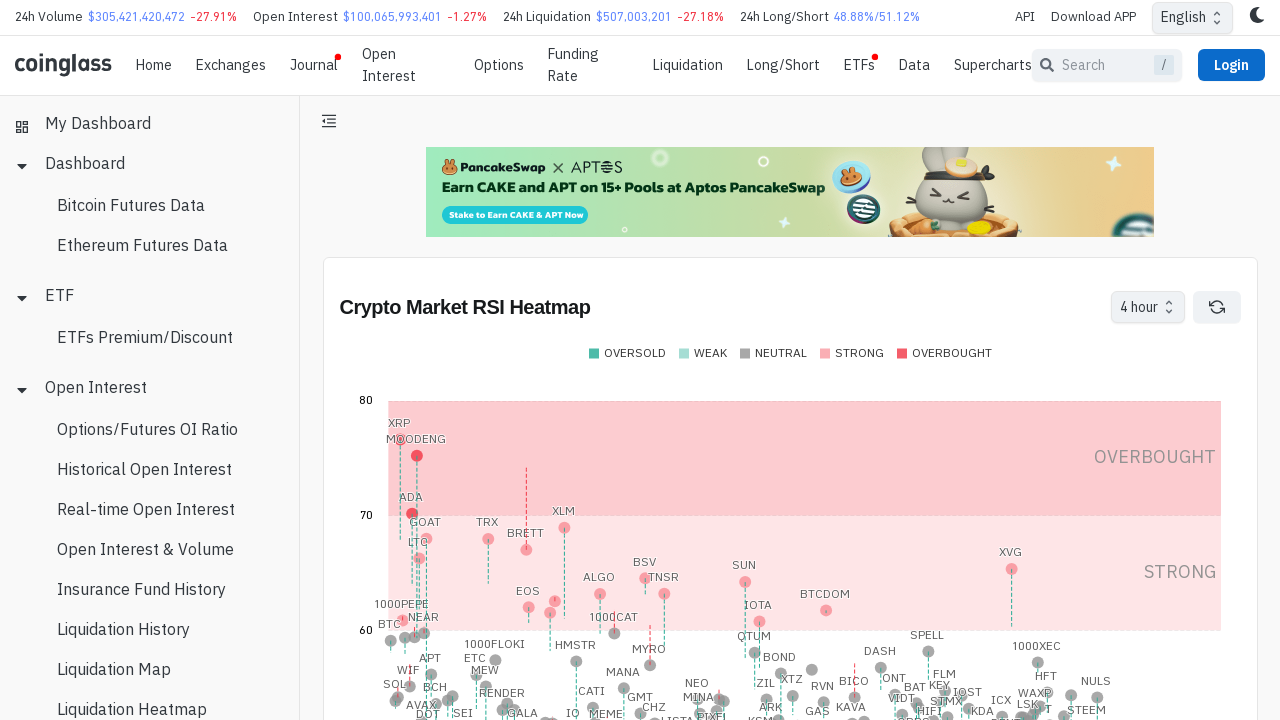 24h Volume $305,421,420,472 -27.91% Open Interest $100,065,993,401 -1.27% 24h Liquidation $507,003,201 -27.18% 24h Long/Short 48.88%/51.12% API Download APP English
coinglass Home Exchanges Journal Open Interest Options Funding Rate Liquidation Long/Short ETFs Data Supercharts Search / Login
My Dashboard
Dashboard
Bitcoin Futures Data
Ethereum Futures Data
ETF
ETFs Premium/Discount
Open Interest
Options/Futures OI Ratio
Historical Open Interest
Real-time Open Interest
Open Interest & Volume
Insurance Fund History
Liquidation History
Liquidation Map
Liquidation Heatmap
PancakeSwap × APTOS
Earn CAKE and APT on 15+ Pools at Aptos PancakeSwap
Stake to Earn CAKE & APT Now
Crypto Market RSI Heatmap
4 hour
OVERSOLD WEAK NEUTRAL STRONG OVERBOUGHT
80
XRP
MOODENG
OVERBOUGHT
ADA
70
GOAT TRX XLM
BRETT
LTC
XVG
BSV SUN
STRONG
ALGO TNSR
EOS BTCDOM
1000PEPE IOTA
NEAR 1000CAT
BTC
60
QTUM SPELL
1000FLOKI HMSTR MYRO DASH 1000XEC
APT ETC BOND
WIF MEW MANA FLM HFT
SOL BCH NEO ZIL XTZ BICO ONT NULS
RENDER CATI GMT MINA RVN BAT KEY IOST WAXP
AVAX CHZ ARK KAVA VIDT STMX ICX LSK
DOT SEI GALA IO MEME PIXEL GAS HIFI KDA STEEM